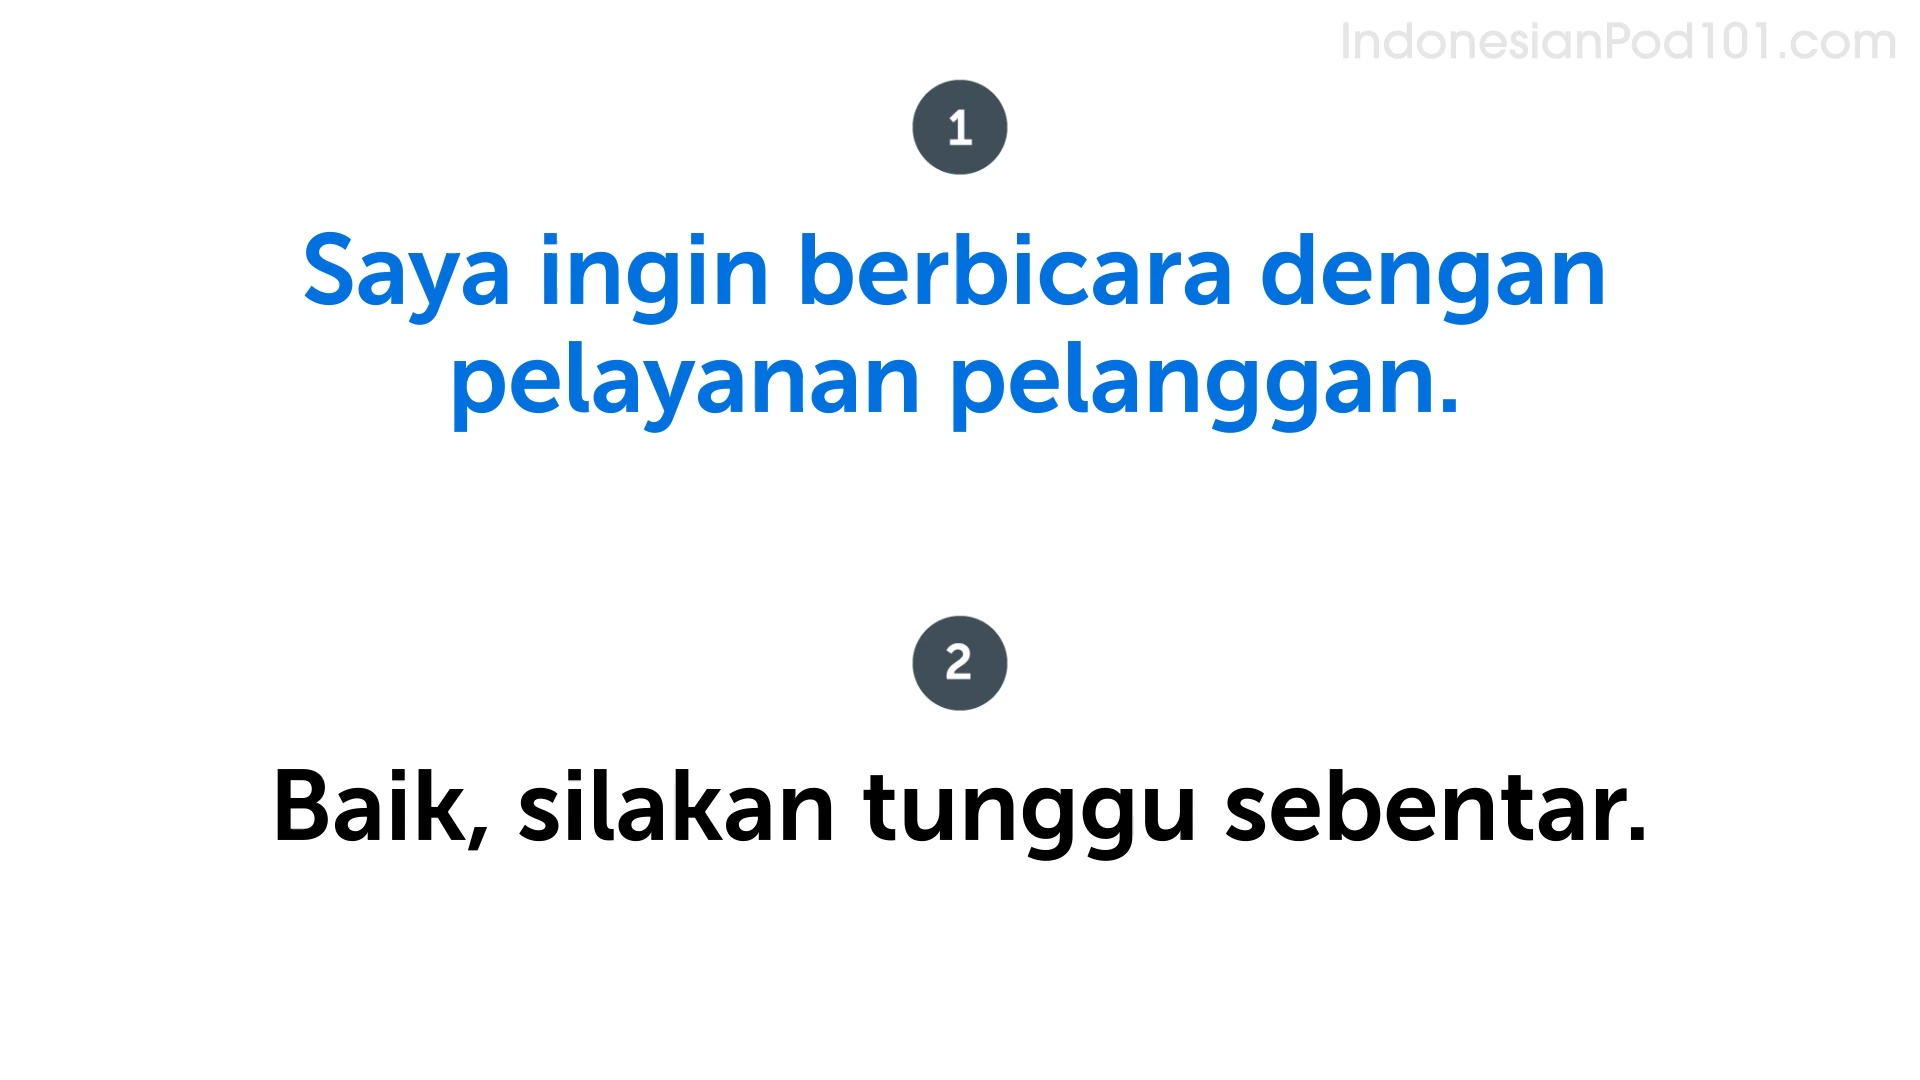 IndonesianPod101.com
1
Saya ingin berbicara dengan
pelayanan pelanggan.
2
Baik, silakan tunggu sebentar.